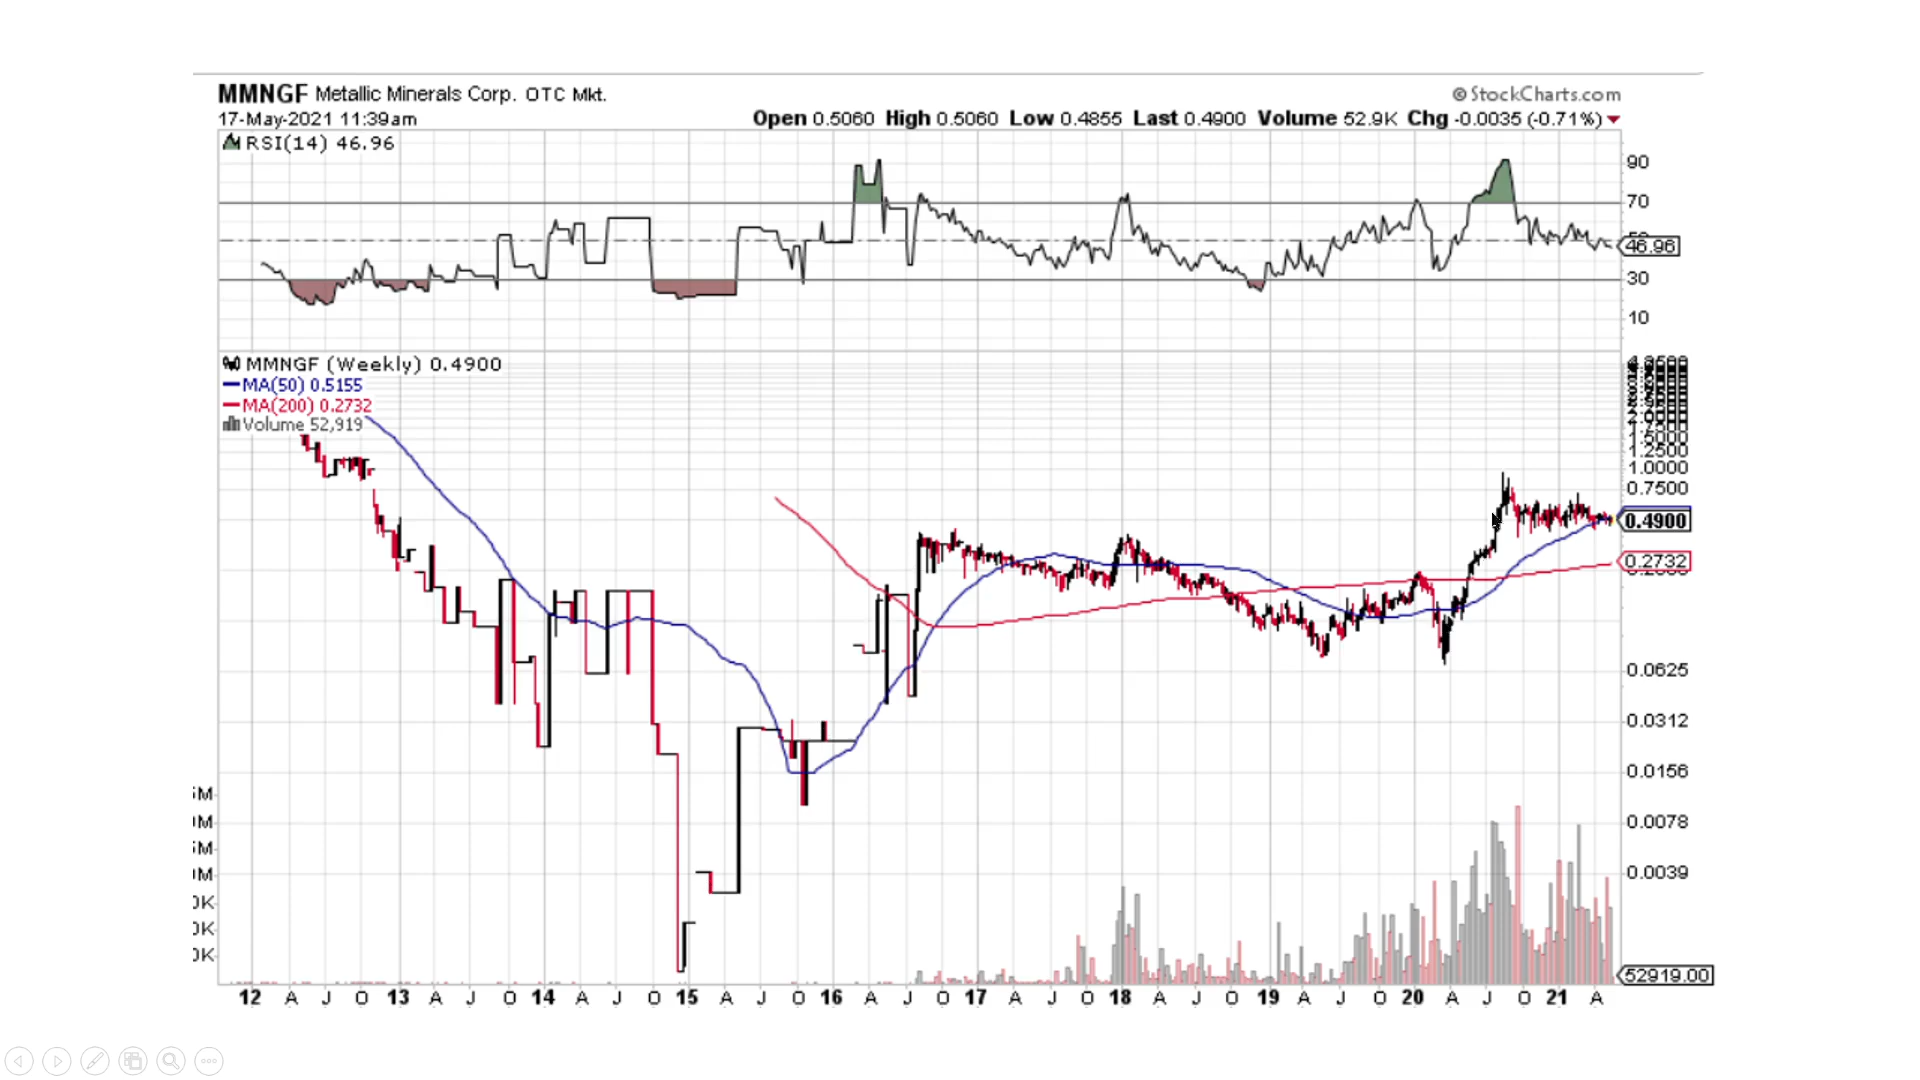 MMNGF Metallic Minerals Corp. OTC Mkt.
© StockCharts.com
17-May-2021 11:39am
Open 0.5060 High 0.5060 Low 0.4855 Last 0.4900 Volume 52.9K Chg -0.0035 (-0.71%)
RSI(14) 46.96
90
70
46.96
30
10
MMNGF (Weekly) 0.4900
MA(50) 0.5155
MA(200) 0.2732
Volume 52,919
1.5000
1.2500
1.0000
0.7500
0.4900
0.2732
0.0625
0.0312
0.0156
0.0078
0.0039
52919.00
12 A J O 13 A J O 14 A J O 15 A J O 16 A J O 17 A J O 18 A J O 19 A J O 20 A J O 21 A